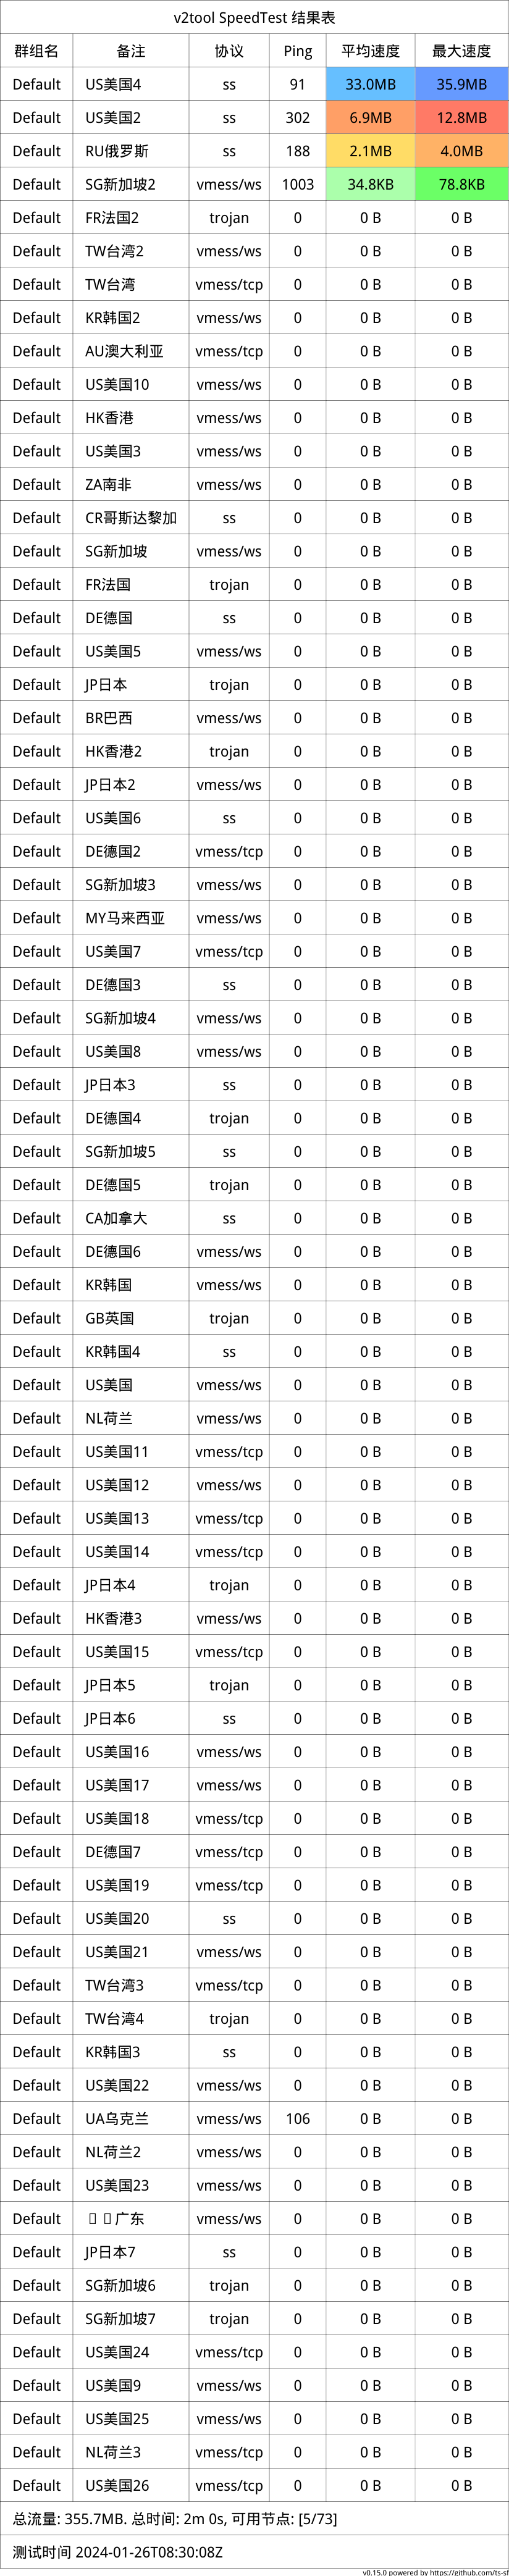 v2tool SpeedTest 结果表
群组名 备注 协议 Ping 平均速度 最大速度
Default US美国4 ss 91 33.0MB 35.9MB
Default US美国2 ss 302 6.9MB 12.8MB
Default RU俄罗斯 ss 188 2.1MB 4.0MB
Default SG新加坡2 vmess/ws 1003 34.8KB 78.8KB
Default FR法国2 trojan 0 0 B 0 B
Default TW台湾2 vmess/ws 0 0 B 0 B
Default TW台湾 vmess/tcp 0 0 B 0 B
Default KR韩国2 vmess/ws 0 0 B 0 B
Default AU澳大利亚 vmess/tcp 0 0 B 0 B
Default US美国10 vmess/ws 0 0 B 0 B
Default HK香港 vmess/ws 0 0 B 0 B
Default US美国3 vmess/ws 0 0 B 0 B
Default ZA南非 vmess/ws 0 0 B 0 B
Default CR哥斯达黎加 ss 0 0 B 0 B
Default SG新加坡 vmess/ws 0 0 B 0 B
Default FR法国 trojan 0 0 B 0 B
Default DE德国 ss 0 0 B 0 B
Default US美国5 vmess/ws 0 0 B 0 B
Default JP日本 trojan 0 0 B 0 B
Default BR巴西 vmess/ws 0 0 B 0 B
Default HK香港2 trojan 0 0 B 0 B
Default JP日本2 vmess/ws 0 0 B 0 B
Default US美国6 ss 0 0 B 0 B
Default DE德国2 vmess/tcp 0 0 B 0 B
Default SG新加坡3 vmess/ws 0 0 B 0 B
Default MY马来西亚 vmess/ws 0 0 B 0 B
Default US美国7 vmess/tcp 0 0 B 0 B
Default DE德国3 ss 0 0 B 0 B
Default SG新加坡4 vmess/ws 0 0 B 0 B
Default US美国8 vmess/ws 0 0 B 0 B
Default JP日本3 ss 0 0 B 0 B
Default DE德国4 trojan 0 0 B 0 B
Default SG新加坡5 ss 0 0 B 0 B
Default DE德国5 trojan 0 0 B 0 B
Default CA加拿大 ss 0 0 B 0 B
Default DE德国6 vmess/ws 0 0 B 0 B
Default KR韩国 vmess/ws 0 0 B 0 B
Default GB英国 trojan 0 0 B 0 B
Default KR韩国4 ss 0 0 B 0 B
Default US美国 vmess/ws 0 0 B 0 B
Default NL荷兰 vmess/ws 0 0 B 0 B
Default US美国11 vmess/tcp 0 0 B 0 B
Default US美国12 vmess/ws 0 0 B 0 B
Default US美国13 vmess/tcp 0 0 B 0 B
Default US美国14 vmess/tcp 0 0 B 0 B
Default JP日本4 trojan 0 0 B 0 B
Default HK香港3 vmess/ws 0 0 B 0 B
Default US美国15 vmess/tcp 0 0 B 0 B
Default JP日本5 trojan 0 0 B 0 B
Default JP日本6 ss 0 0 B 0 B
Default US美国16 vmess/ws 0 0 B 0 B
Default US美国17 vmess/ws 0 0 B 0 B
Default US美国18 vmess/tcp 0 0 B 0 B
Default DE德国7 vmess/tcp 0 0 B 0 B
Default US美国19 vmess/tcp 0 0 B 0 B
Default US美国20 ss 0 0 B 0 B
Default US美国21 vmess/ws 0 0 B 0 B
Default TW台湾3 vmess/tcp 0 0 B 0 B
Default TW台湾4 trojan 0 0 B 0 B
Default KR韩国3 ss 0 0 B 0 B
Default US美国22 vmess/ws 0 0 B 0 B
Default UA乌克兰 vmess/ws 106 0 B 0 B
Default NL荷兰2 vmess/ws 0 0 B 0 B
Default US美国23 vmess/ws 0 0 B 0 B
Default 广东 vmess/ws 0 0 B 0 B
Default JP日本7 ss 0 0 B 0 B
Default SG新加坡6 trojan 0 0 B 0 B
Default SG新加坡7 trojan 0 0 B 0 B
Default US美国24 vmess/tcp 0 0 B 0 B
Default US美国9 vmess/ws 0 0 B 0 B
Default US美国25 vmess/ws 0 0 B 0 B
Default NL荷兰3 vmess/tcp 0 0 B 0 B
Default US美国26 vmess/tcp 0 0 B 0 B
总流量: 355.7MB. 总时间: 2m 0s, 可用节点: [5/73]
测试时间 2024-01-26T08:30:08Z
v0.15.0 powered by https://github.com/ts-sf